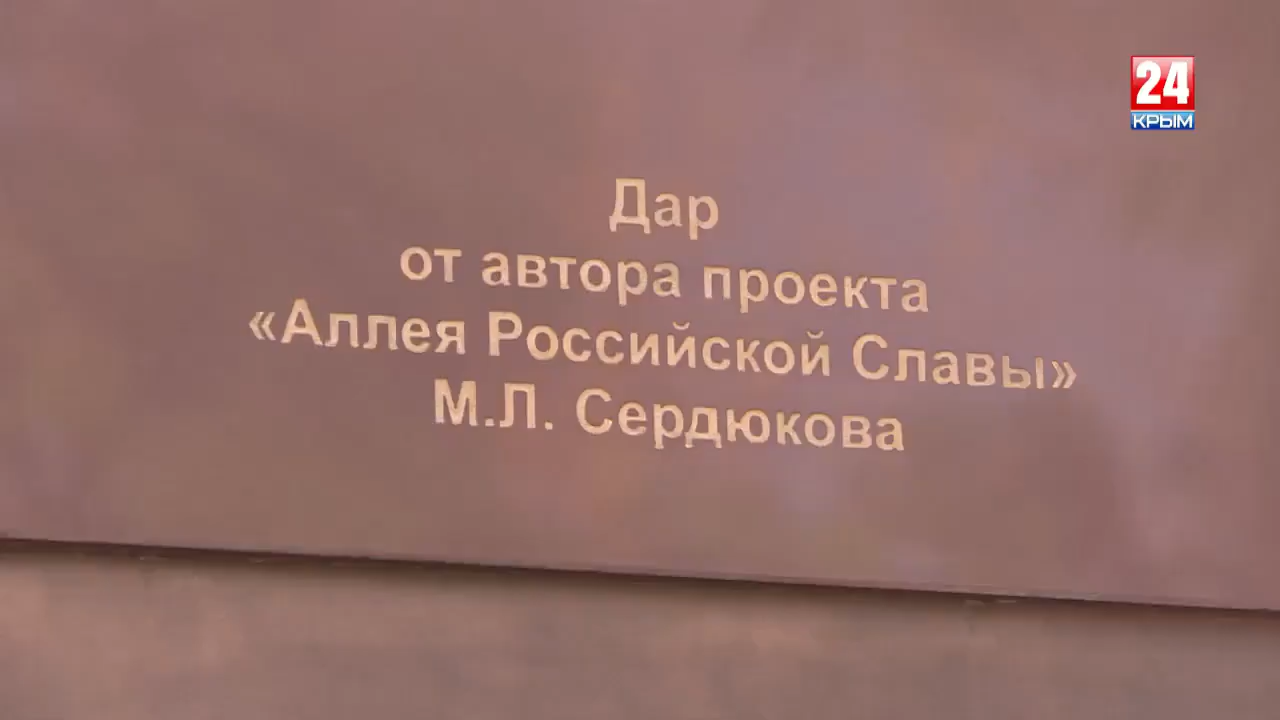 24
КРЫМ
Дар
от автора проекта
«Аллея Российской Славы»
М.Л. Сердюкова